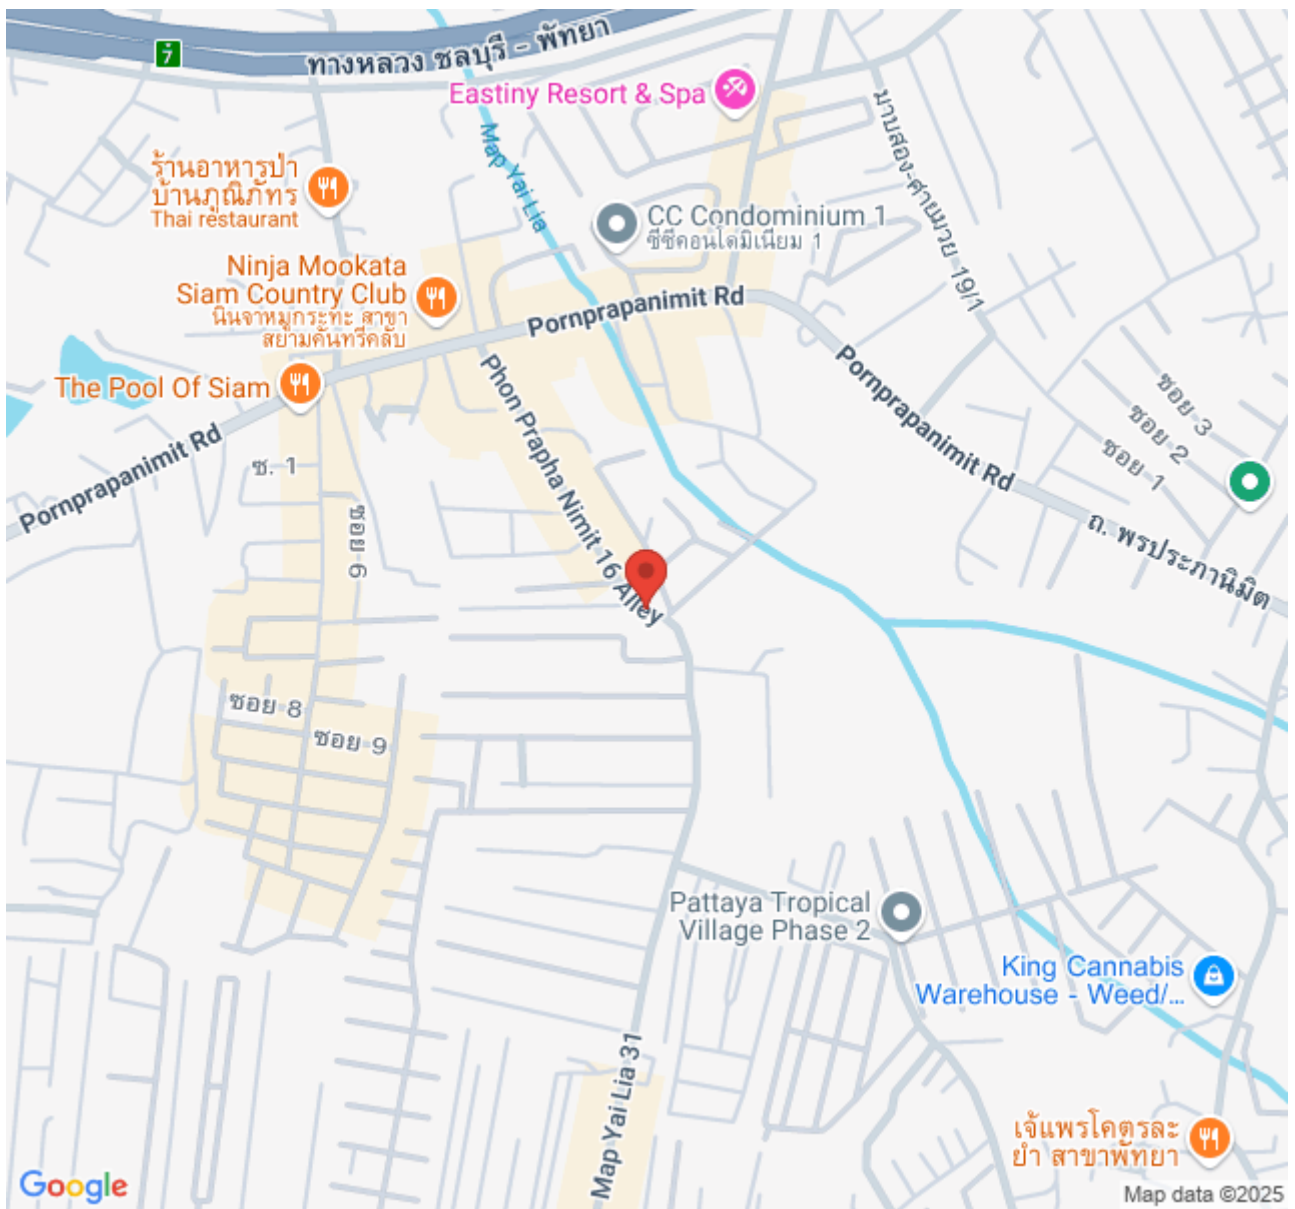 7
ทางหลวง ชลบุรี - พัทยา
Eastiny Resort & Spa
Map Yai Lia
มาบสอง-ศายมวย 19/1
ร้านอาหารป่า
บ้านภูณิภัทร
Thai restaurant
CC Condominium 1
ซีซีคอนโดมิเนียม 1
Ninja Mookata
Siam Country Club
นินจาหมูกระทะ สาขา
สยามคันทรีคลับ
Pornprapanimit Rd
The Pool Of Siam
Phon Prapha Nimit 16 Alley
Pornprapanimit Rd
ซอย 3
ซอย 2
ซอย 1
Pornprapanimit Rd
ซ. 1
ซอย 6
ถ. พรประภานิมิต
ซอย 8
ซอย 9
Pattaya Tropical
Village Phase 2
King Cannabis
Warehouse - Weed/...
Map Yai Lia 31
เจ๊แพรโคตรละ
ยำ สาขาพัทยา
Google
Map data ©2025